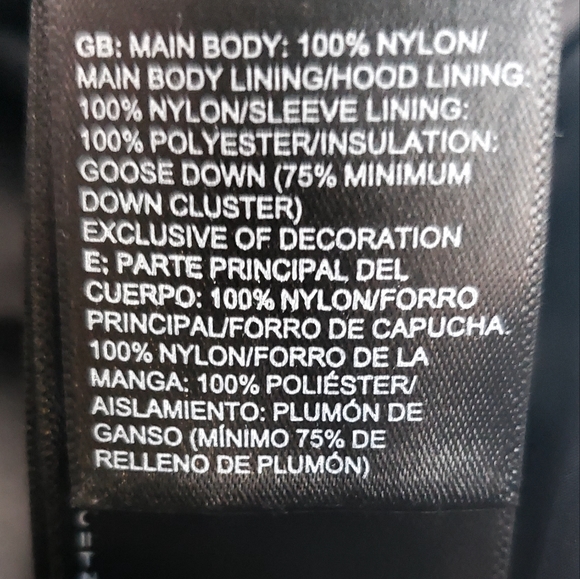 GB: MAIN BODY: 100% NYLON/
MAIN BODY LINING/HOOD LINING:
100% NYLON/SLEEVE LINING:
100% POLYESTER/INSULATION:
GOOSE DOWN (75% MINIMUM
DOWN CLUSTER)
EXCLUSIVE OF DECORATION
E: PARTE PRINCIPAL DEL
CUERPO: 100% NYLON/FORRO
PRINCIPAL/FORRO DE CAPUCHA.
100% NYLON/FORRO DE LA
MANGA: 100% POLIÉSTER/
AISLAMIENTO: PLUMÓN DE
GANSO (MÍNIMO 75% DE
RELLENO DE PLUMÓN)